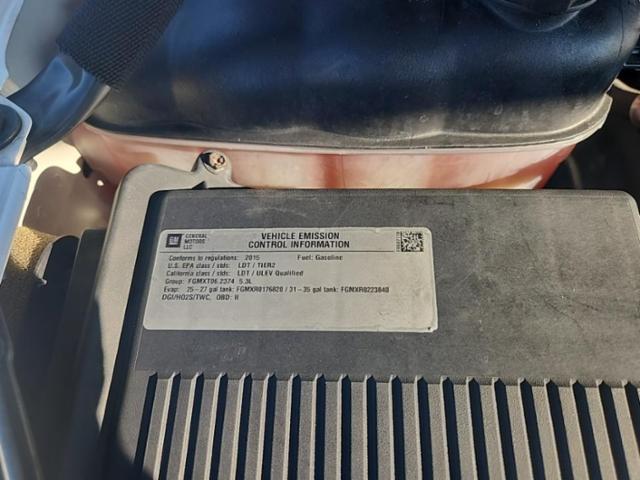 GM
GENERAL MOTORS LLC
VEHICLE EMISSION
CONTROL INFORMATION
Conforms to regulations: 2015 Fuel: Gasoline
U.S. EPA class / stds: LDT / TIER2
California class / stds: LDT / ULEV Qualified
Group: FGMXT06.2374 5.3L
Evap: 25-27 gal tank: FGMXR0176820 / 31-35 gal tank: FGMXR0223840
DGI/HO2S/TWC, OBD: II